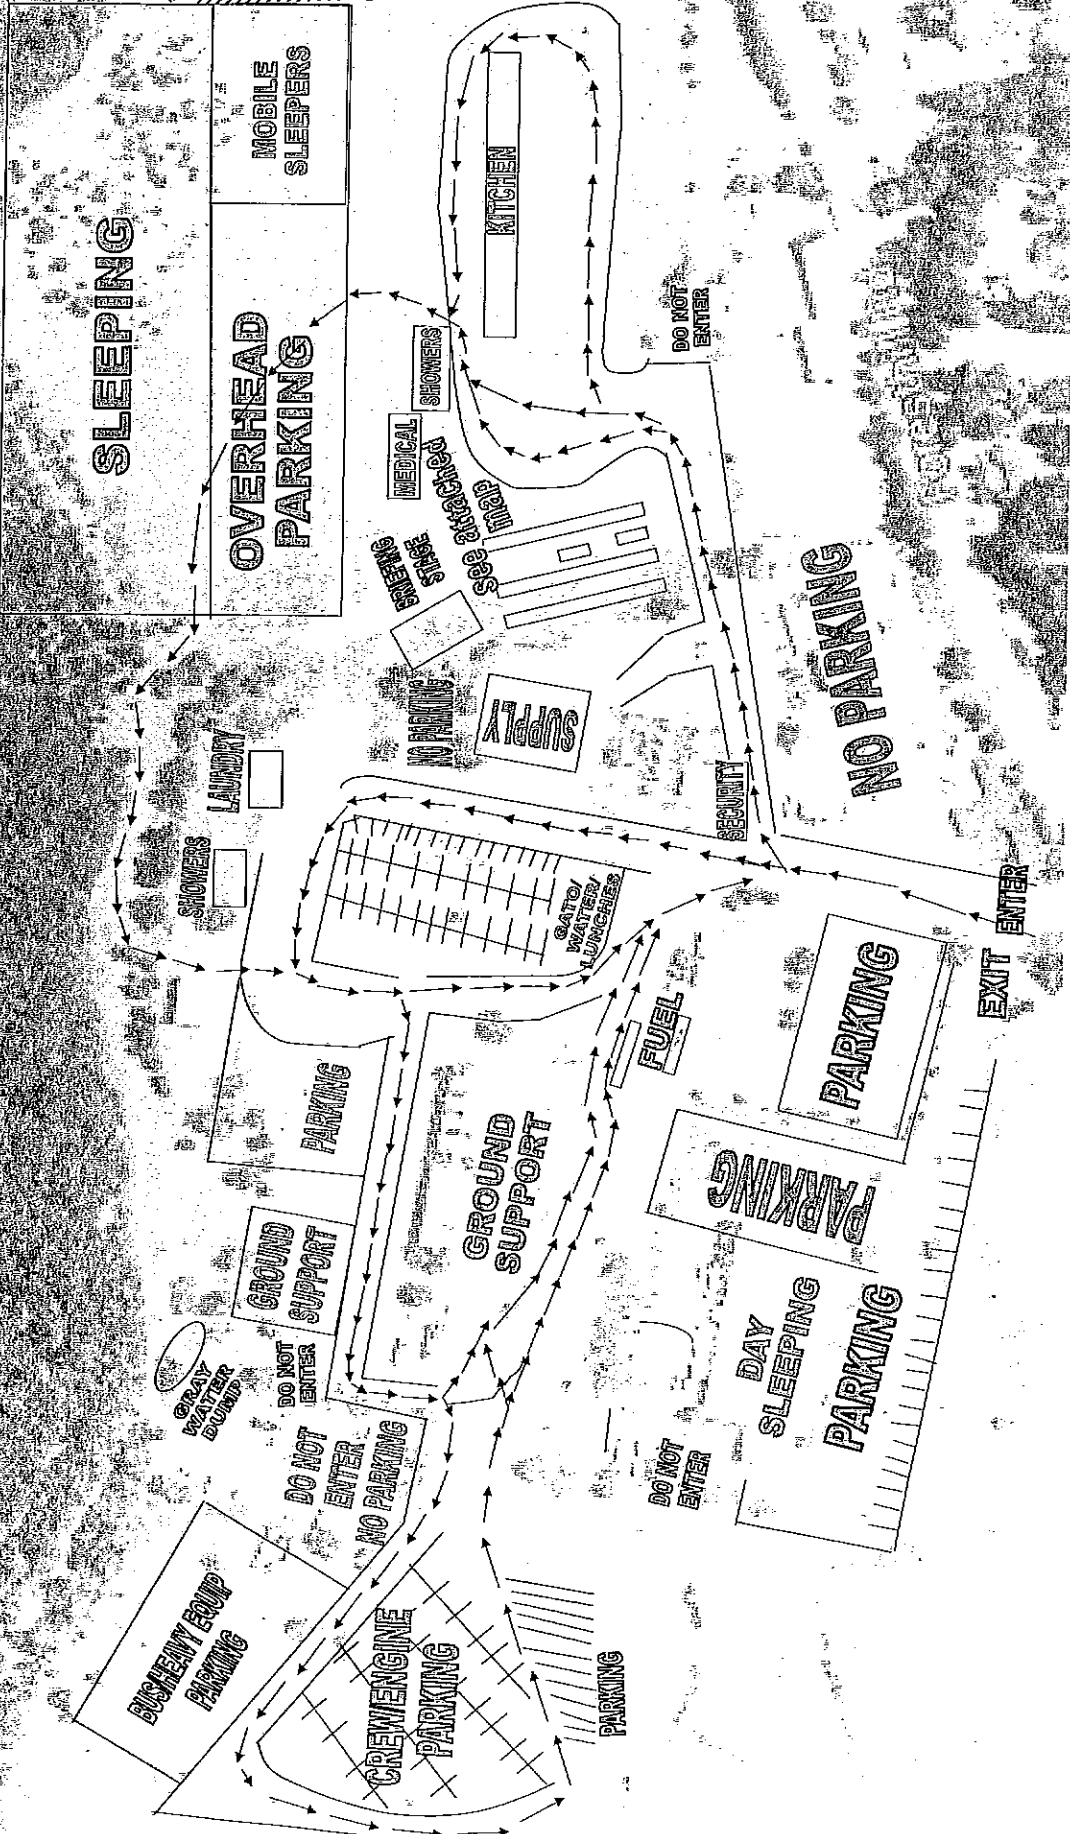 SLEEPING
MOBILE
SLEEPERS
OVERHEAD
PARKING
KITCHEN
SHOWERS
MEDICAL
see attached
map
BRIEFING
STAGE
DO NOT
ENTER
NO PARKING
SUPPLY
NO PARKING
SECURITY
LAUNDRY
SHOWERS
GATO/
WATER/
LUNCHES
ENTER
EXIT
FUEL
PARKING
PARKING
PARKING
GROUND
SUPPORT
GROUND
SUPPORT
DAY
SLEEPING
PARKING
GRAY
WATER
DUMP
DO NOT
ENTER
DO NOT
ENTER
NO PARKING
DO NOT
ENTER
BUS/HEAVY EQUIP
PARKING
CREW/ENGINE
PARKING
PARKING